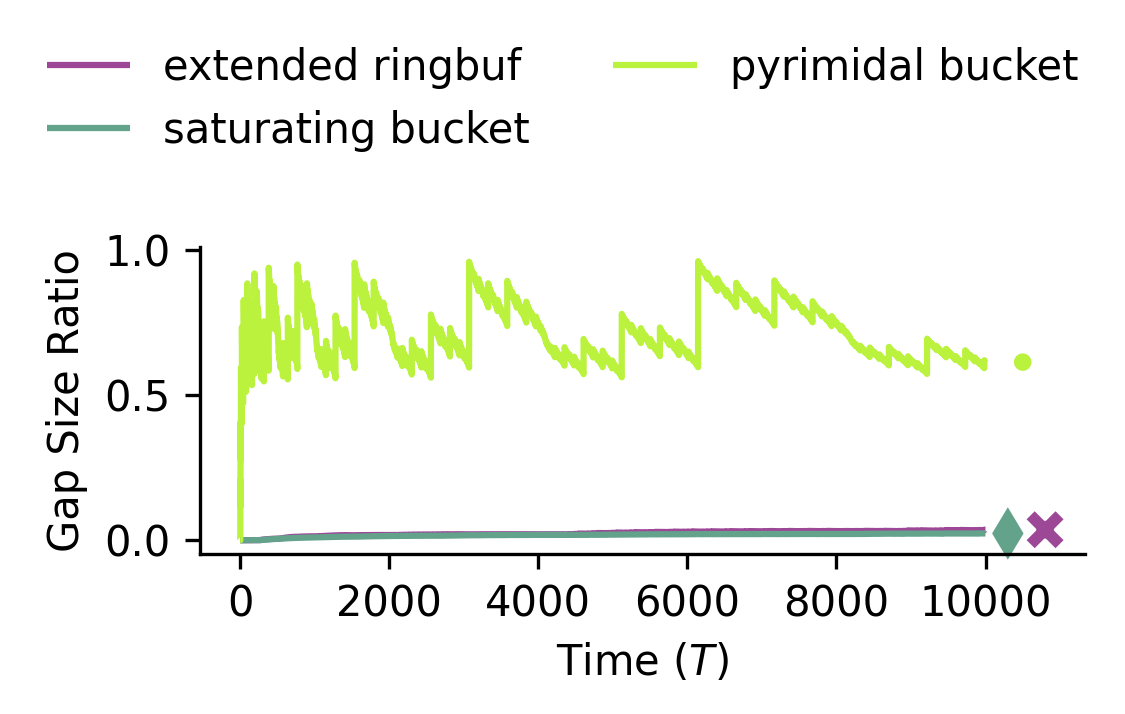 extended ringbuf
pyrimidal bucket
saturating bucket
Gap Size Ratio
1.0
0.5
0.0
0 2000 4000 6000 8000 10000
Time (T)